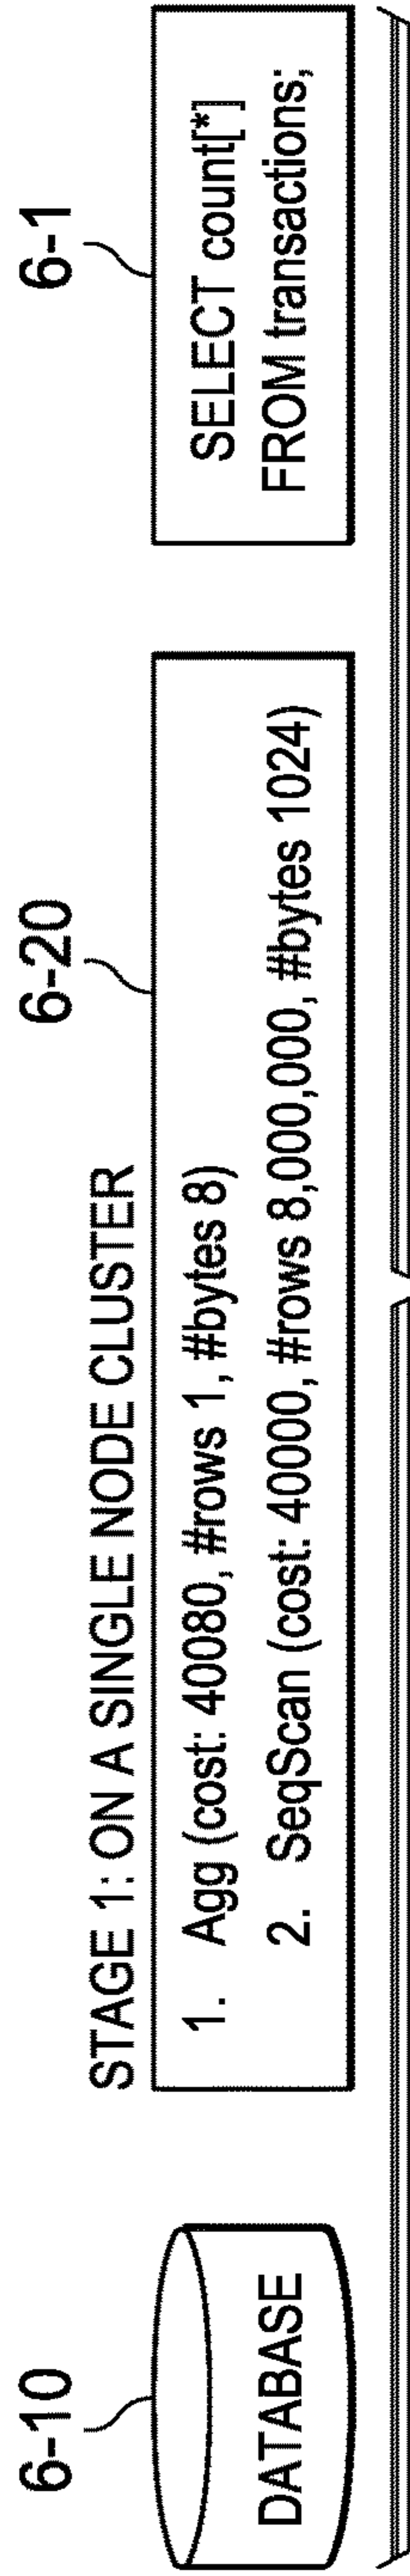 6-10
DATABASE
STAGE 1: ON A SINGLE NODE CLUSTER
6-20
1. Agg (cost: 40080, #rows 1, #bytes 8)
2. SeqScan (cost: 40000, #rows 8,000,000, #bytes 1024)
6-1
SELECT count[*]
FROM transactions;